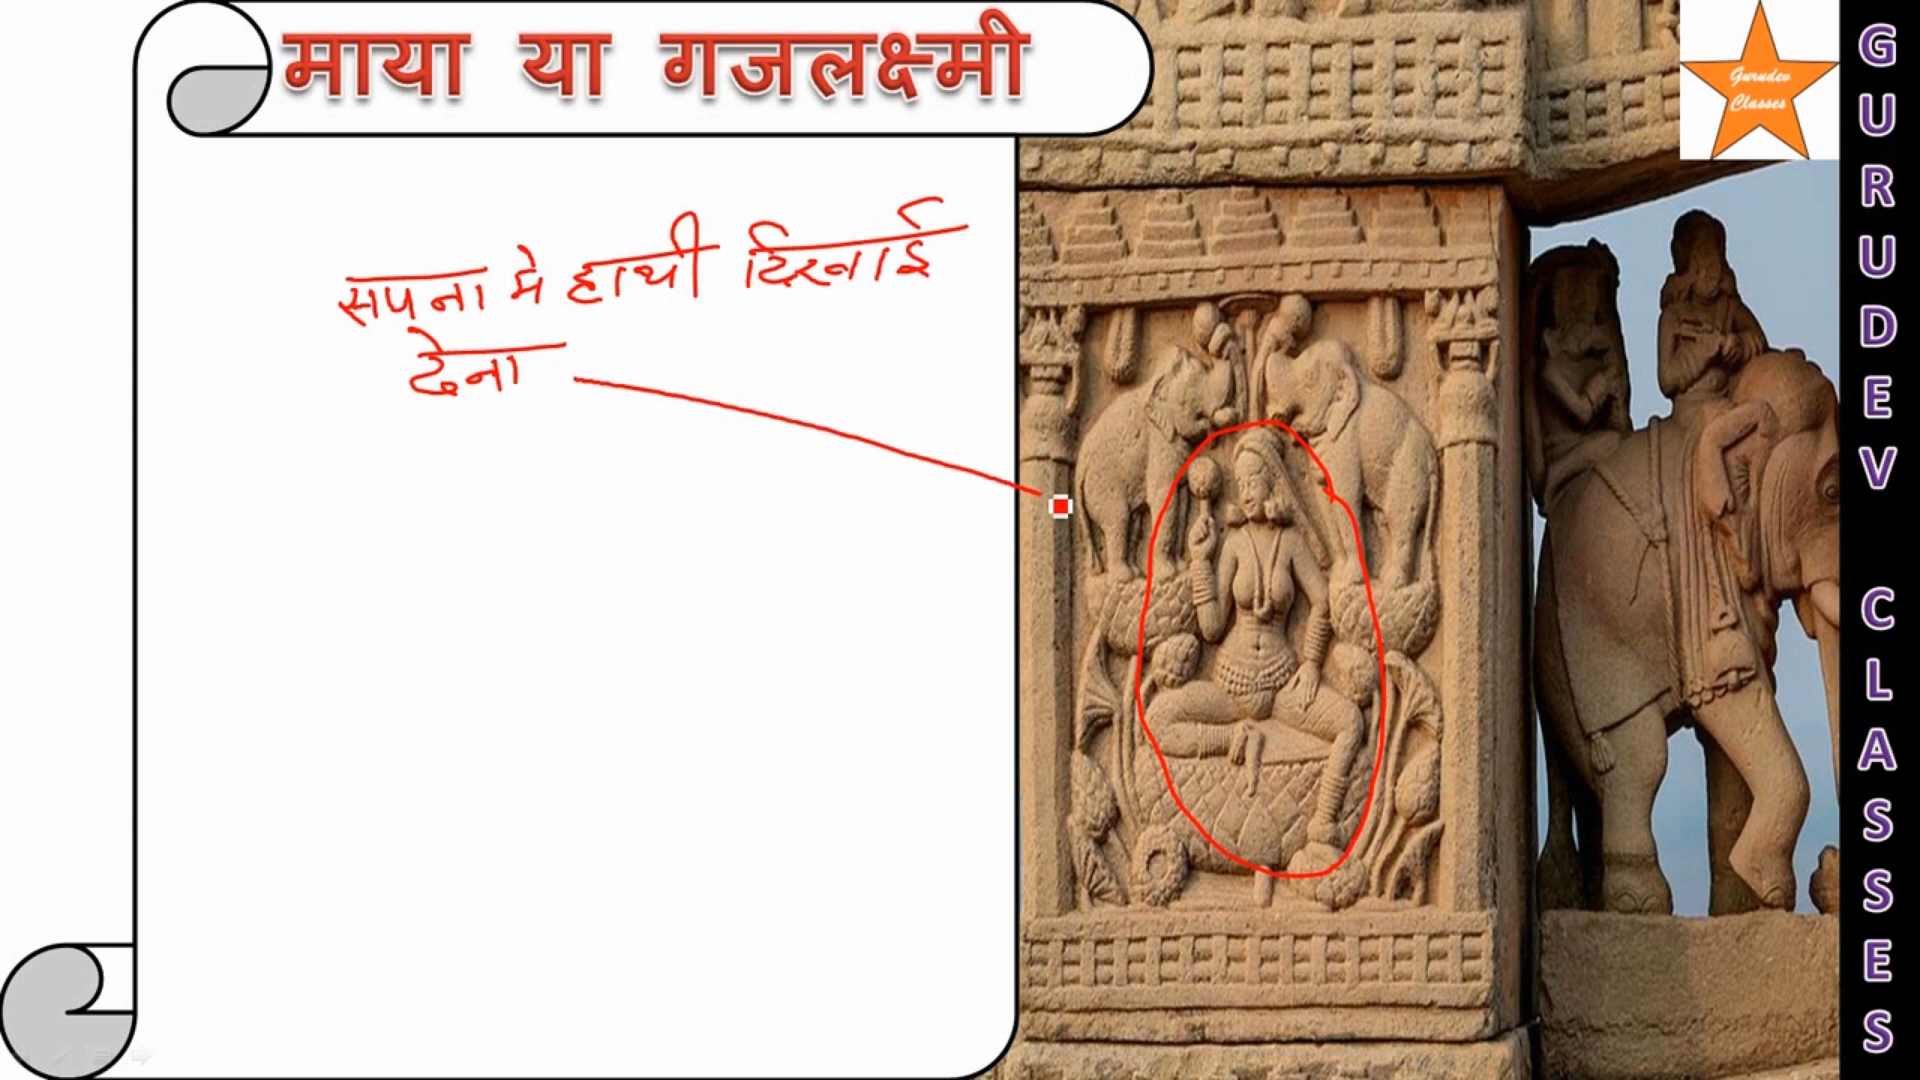 माया या गजलक्ष्मी
सपना मे हाथी दिखाई
देना
Gurudev
Classes
GURUDEV CLASSES